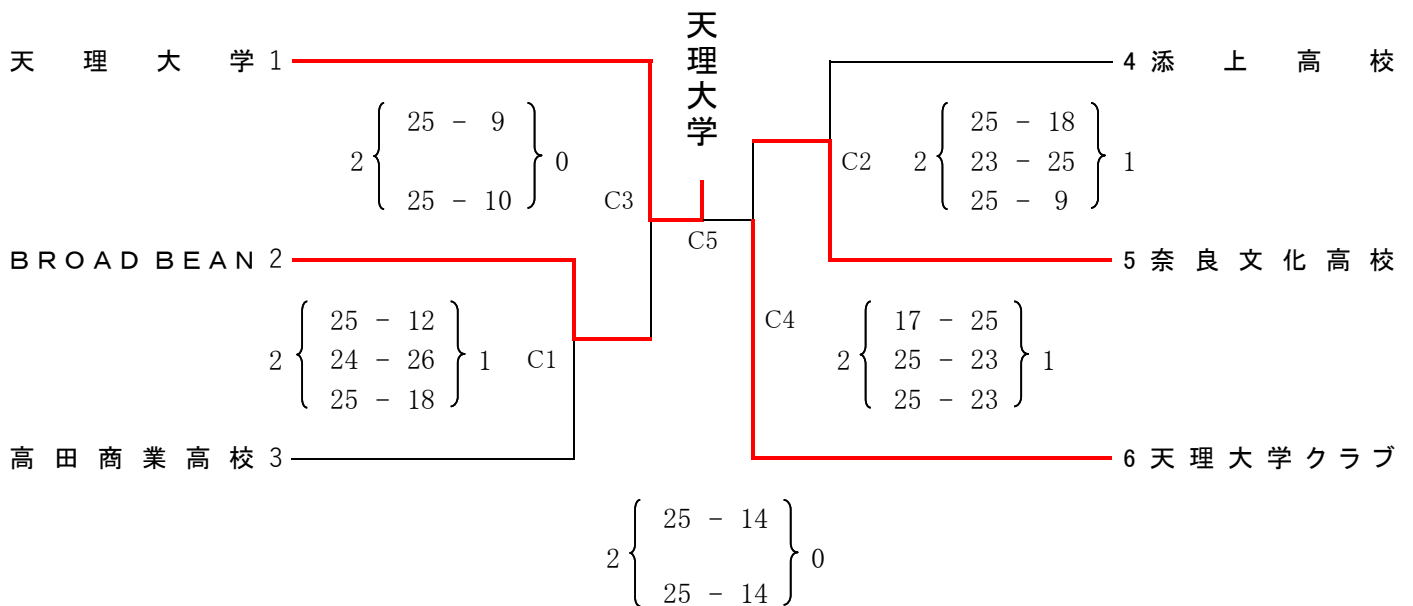 天理大学
天理大学 1
4 添上高校
25 - 9
2 0
25 - 10
25 - 18
2 23 - 25 1
25 - 9
C3
C2
C5
BROAD BEAN 2
5 奈良文化高校
25 - 12
2 24 - 26 1
25 - 18
C1
C4
17 - 25
2 25 - 23 1
25 - 23
高田商業高校 3
6 天理大学クラブ
25 - 14
2 0
25 - 14